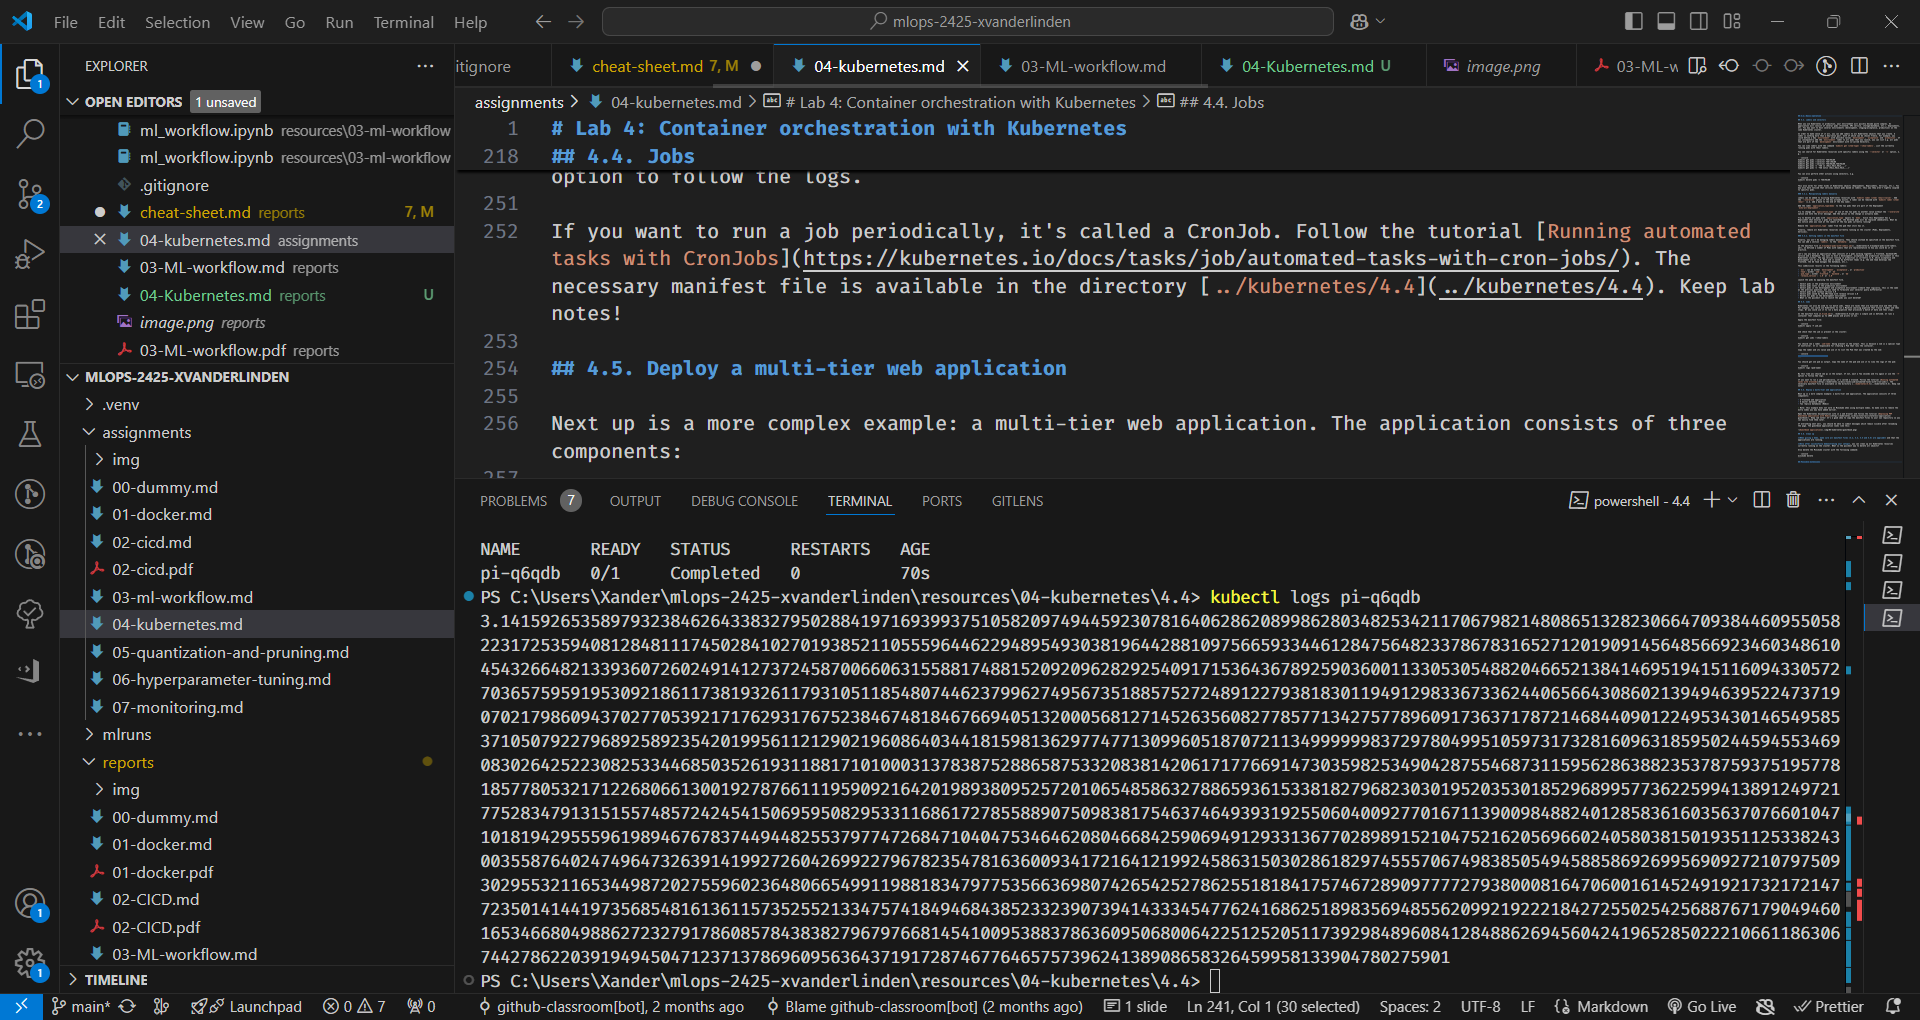 File Edit Selection View Go Run Terminal Help
mlops-2425-xvanderlinden
EXPLORER
OPEN EDITORS 1 unsaved
ml_workflow.ipynb resources\03-ml-workflow
ml_workflow.ipynb resources\03-ml-workflow
.gitignore
cheat-sheet.md reports 7, M
04-kubernetes.md assignments
03-ML-workflow.md reports
04-Kubernetes.md reports U
image.png reports
03-ML-workflow.pdf reports
MLOPS-2425-XVANDERLINDEN
.venv
assignments
img
00-dummy.md
01-docker.md
02-cicd.md
02-cicd.pdf
03-ml-workflow.md
04-kubernetes.md
05-quantization-and-pruning.md
06-hyperparameter-tuning.md
07-monitoring.md
mlruns
reports
img
00-dummy.md
01-docker.md
01-docker.pdf
02-CICD.md
02-CICD.pdf
03-ML-workflow.md
TIMELINE
itignore cheat-sheet.md 7, M 04-kubernetes.md 03-ML-workflow.md 04-Kubernetes.md U image.png 03-ML-w
assignments > 04-kubernetes.md > # Lab 4: Container orchestration with Kubernetes > ## 4.4. Jobs
1 # Lab 4: Container orchestration with Kubernetes
218 ## 4.4. Jobs
option to follow the logs.
251
252 If you want to run a job periodically, it's called a CronJob. Follow the tutorial [Running automated
tasks with CronJobs](https://kubernetes.io/docs/tasks/job/automated-tasks-with-cron-jobs/). The
necessary manifest file is available in the directory [../kubernetes/4.4](../kubernetes/4.4). Keep lab
notes!
253
254 ## 4.5. Deploy a multi-tier web application
255
256 Next up is a more complex example: a multi-tier web application. The application consists of three
components:
257
PROBLEMS 7 OUTPUT DEBUG CONSOLE TERMINAL PORTS GITLENS
powershell - 4.4
NAME READY STATUS RESTARTS AGE
pi-q6qdb 0/1 Completed 0 70s
PS C:\Users\Xander\mlops-2425-xvanderlinden\resources\04-kubernetes\4.4> kubectl logs pi-q6qdb
3.14159265358979323846264338327950288419716939937510582097494459230781640628620899862803482534211706798214808651328230664709384460955058
2231725359408128481117450284102701938521105559644622948954930381964428810975665933446128475648233786783165271201909145648566923460348610
4543266482133936072602491412737245870066063155881748815209209628292540917153643678925903600113305305488204665213841469519415116094330572
7036575959195309218611738193261179310511854807446237996274956735188575272489122793818301194912983367336244065664308602139494639522473719
0702179860943702770539217176293176752384674818467669405132000568127145263560827785771342757789609173637178721468440901224953430146549585
3710507922796892589235420199561121290219608640344181598136297747713099605187072113499999983729780499510597317328160963185950244594553469
0830264252230825334468503526193118817101000313783875288658753320838142061717766914730359825349042875546873115956286388235378759375195778
1857780532171226806613001927876611195909216420198938095257201065485863278865936153381827968230301952035301852968995773622599413891249721
7752834791315155748572424541506959508295331168617278558890750983817546374649393192550604009277016711390098488240128583616035637076601047
1018194295559619894676783744944825537977472684710404753464620804668425906949129331367702898915210475216205696602405803815019351125338243
0035587640247496473263914199272604269922796782354781636009341721641219924586315030286182974555706749838505494588586926995690927210797509
3029553211653449872027559602364806654991198818347977535663698074265425278625518184175746728909777727938000816470600161452491921732172147
7235014144197356854816136115735255213347574184946843852332390739414333454776241686251898356948556209921922218427255025425688767179049460
1653466804988627232791786085784383827967976681454100953883786360950680064225125205117392984896084128488626945604241965285022210661186306
744278622039194945047123713786960956364371917287467764657573962413890865832645995813390478027590​1
PS C:\Users\Xander\mlops-2425-xvanderlinden\resources\04-kubernetes\4.4>
main* Launchpad 0 7 0 github-classroom[bot], 2 months ago Blame github-classroom[bot] (2 months ago) 1 slide Ln 241, Col 1 (30 selected) Spaces: 2 UTF-8 LF Markdown Go Live Prettier